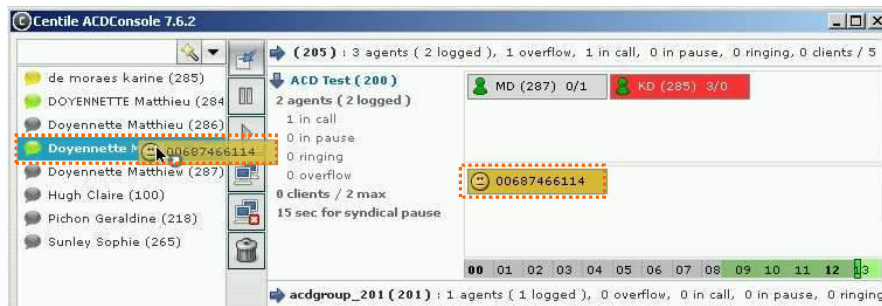 Centile ACDConsole 7.6.2
( 205 ) : 3 agents ( 2 logged ), 1 overflow, 1 in call, 0 in pause, 0 ringing, 0 clients / 5
de moraes karine (285)
DOYENNETTE Matthieu (284
Doyennette Matthieu (286)
Doyennette M
00687466114
Doyennette Matthiew (287)
Hugh Claire (100)
Pichon Geraldine (218)
Sunley Sophie (265)
ACD Test ( 200 )
2 agents ( 2 logged )
1 in call
0 in pause
0 ringing
0 overflow
0 clients / 2 max
15 sec for syndical pause
MD (287) 0/1
KD (285) 3/0
00687466114
00 01 02 03 04 05 06 07 08 09 10 11 12 13
acdgroup_201 ( 201 ) : 1 agents ( 1 logged ), 0 overflow, 0 in call, 0 in pause, 0 ringing